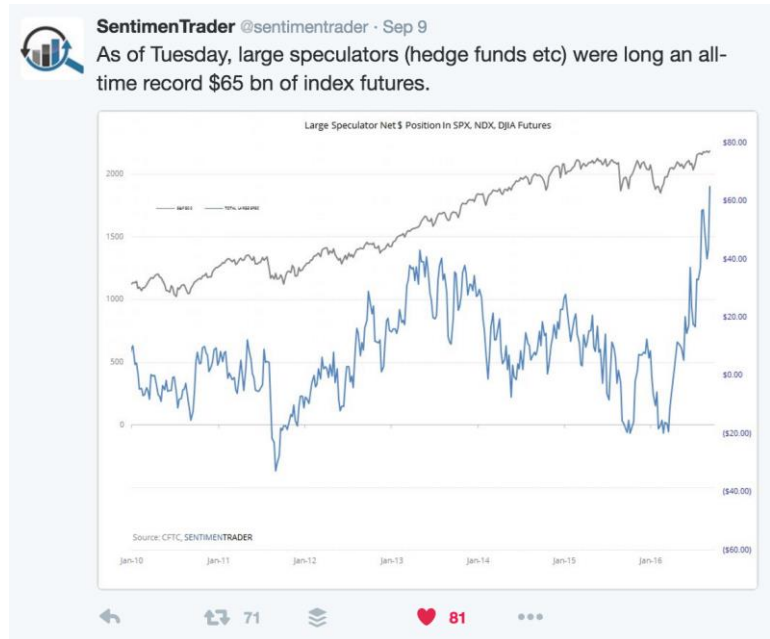 SentimenTrader @sentimentrader · Sep 9
As of Tuesday, large speculators (hedge funds etc) were long an all-
time record $65 bn of index futures.
Large Speculator Net $ Position In SPX, NDX, DJIA Futures
$80.00
2000
$60.00
1500
$40.00
1000
$20.00
500
$0.00
0
($20.00)
($40.00)
Source: CFTC, SENTIMENTRADER
($60.00)
Jan-10 Jan-11 Jan-12 Jan-13 Jan-14 Jan-15 Jan-16
71 81